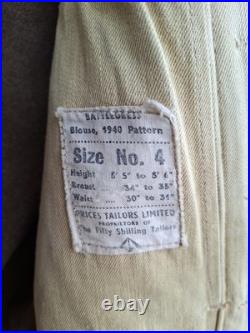 BATTLEDRESS
Blouse, 1940 Pattern
Size No. 4
Height 5' 5" to 5' 6"
Breast 34" to 35"
Waist 30" to 31"
PRICES TAILORS LIMITED
PROPRIETORS OF
The Fifty Shilling Tailors